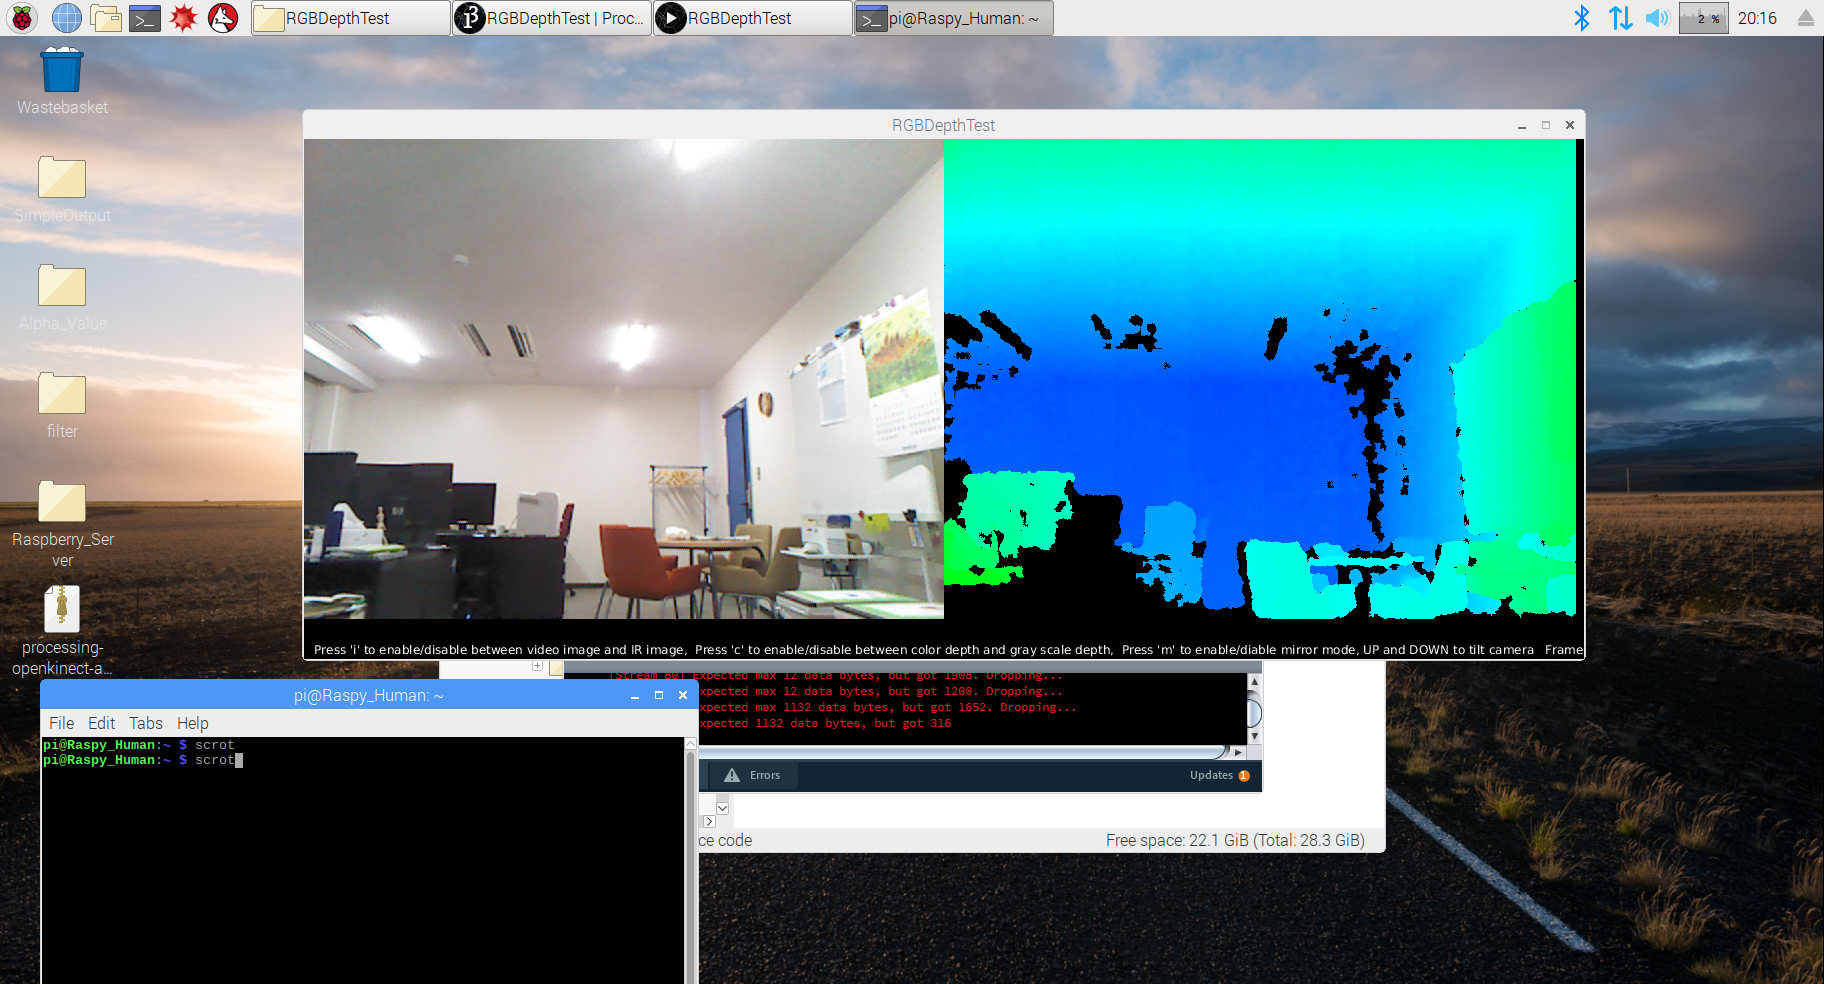 RGBDepthTest
RGBDepthTest | Proc...
RGBDepthTest
pi@Raspy_Human: ~
2 %
20:16
Wastebasket
SimpleOutput
Alpha_Value
filter
Raspberry_Ser
ver
processing-
openkinect-a...
RGBDepthTest
Press 'i' to enable/disable between video image and IR image,  Press 'c' to enable/disable between color depth and gray scale depth,  Press 'm' to enable/diable mirror mode, UP and DOWN to tilt camera   Frame
[Stream 80] Expected max 12 data bytes, but got 1908. Dropping...
xpected max 12 data bytes, but got 1200. Dropping...
xpected max 1132 data bytes, but got 1652. Dropping...
xpected 1132 data bytes, but got 316
Errors
Updates 1
ce code
Free space: 22.1 GiB (Total: 28.3 GiB)
pi@Raspy_Human: ~
File Edit Tabs Help
pi@Raspy_Human:~ $ scrot
pi@Raspy_Human:~ $ scrot